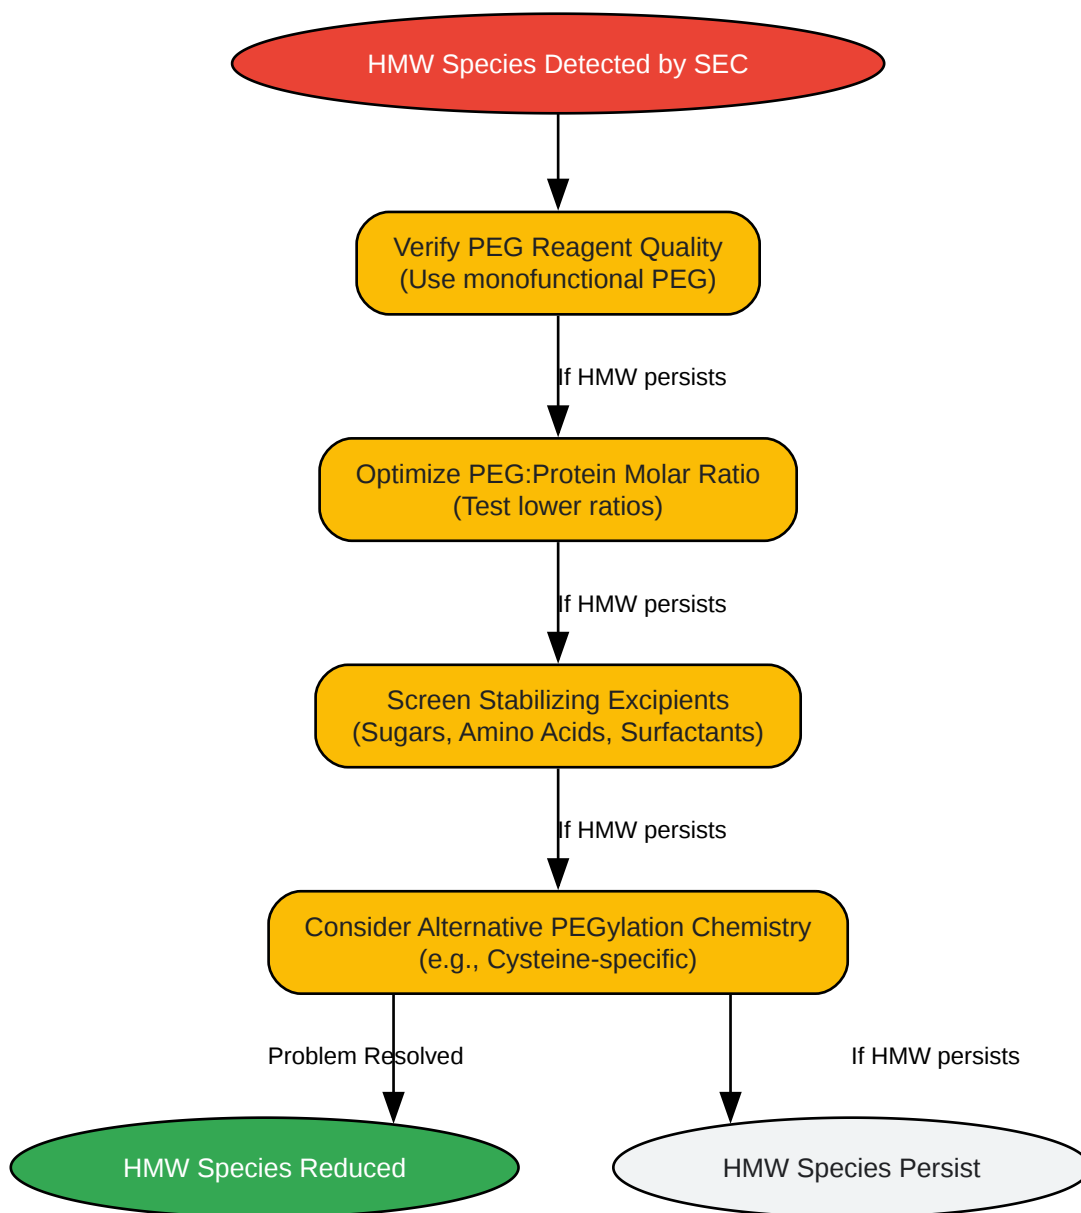 HMW Species Detected by SEC
Verify PEG Reagent Quality
(Use monofunctional PEG)
If HMW persists
Optimize PEG:Protein Molar Ratio
(Test lower ratios)
If HMW persists
Screen Stabilizing Excipients
(Sugars, Amino Acids, Surfactants)
If HMW persists
Consider Alternative PEGylation Chemistry
(e.g., Cysteine-specific)
Problem Resolved
If HMW persists
HMW Species Reduced
HMW Species Persist